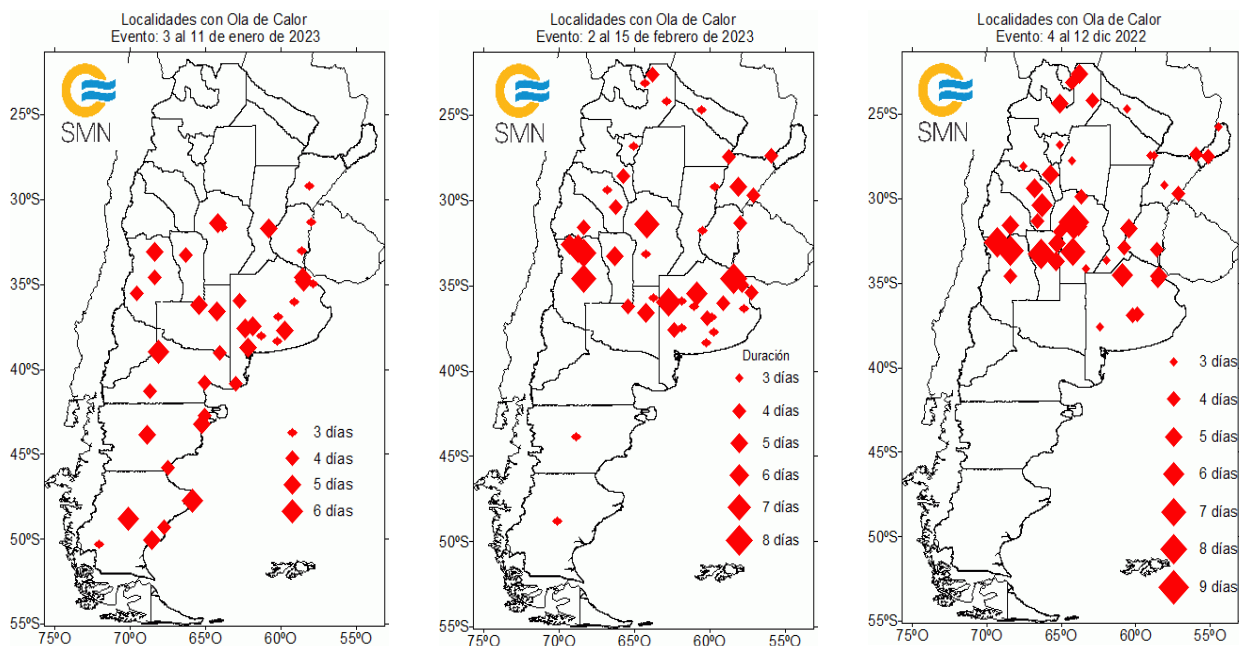 Localidades con Ola de Calor
Evento: 3 al 11 de enero de 2023
SMN
25ºS
30ºS
35ºS
40ºS
45ºS
50ºS
55ºS
75ºO
70ºO
65ºO
60ºO
55ºO
3 días
4 días
5 días
6 días
Localidades con Ola de Calor
Evento: 2 al 15 de febrero de 2023
SMN
25ºS
30ºS
35ºS
40ºS
45ºS
50ºS
55ºS
75ºO
70ºO
65ºO
60ºO
55ºO
Duración
3 días
4 días
5 días
6 días
7 días
8 días
Localidades con Ola de Calor
Evento: 4 al 12 dic 2022
SMN
25ºS
30ºS
35ºS
40ºS
45ºS
50ºS
55ºS
75ºO
70ºO
65ºO
60ºO
55ºO
3 días
4 días
5 días
6 días
7 días
8 días
9 días